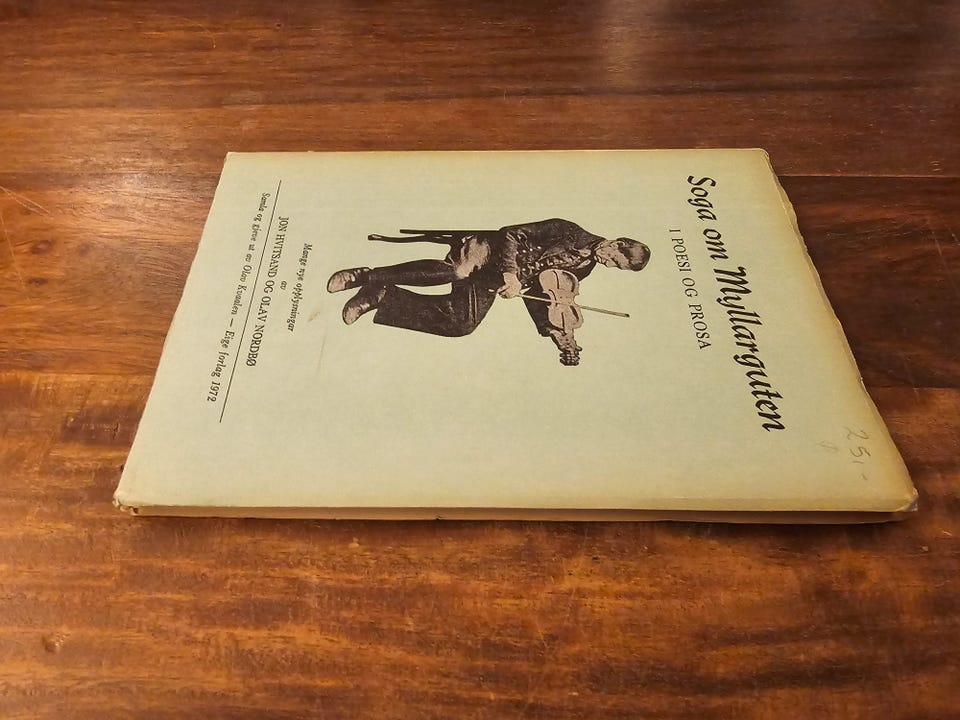 Soga om Myllarguten
I POESI OG PROSA
Mange nye opplysningar
av
JON HVITSAND OG OLAV NORDBØ
Samla og gjeve ut av Olav Kvaalen — Eige forlag 1972
25,-